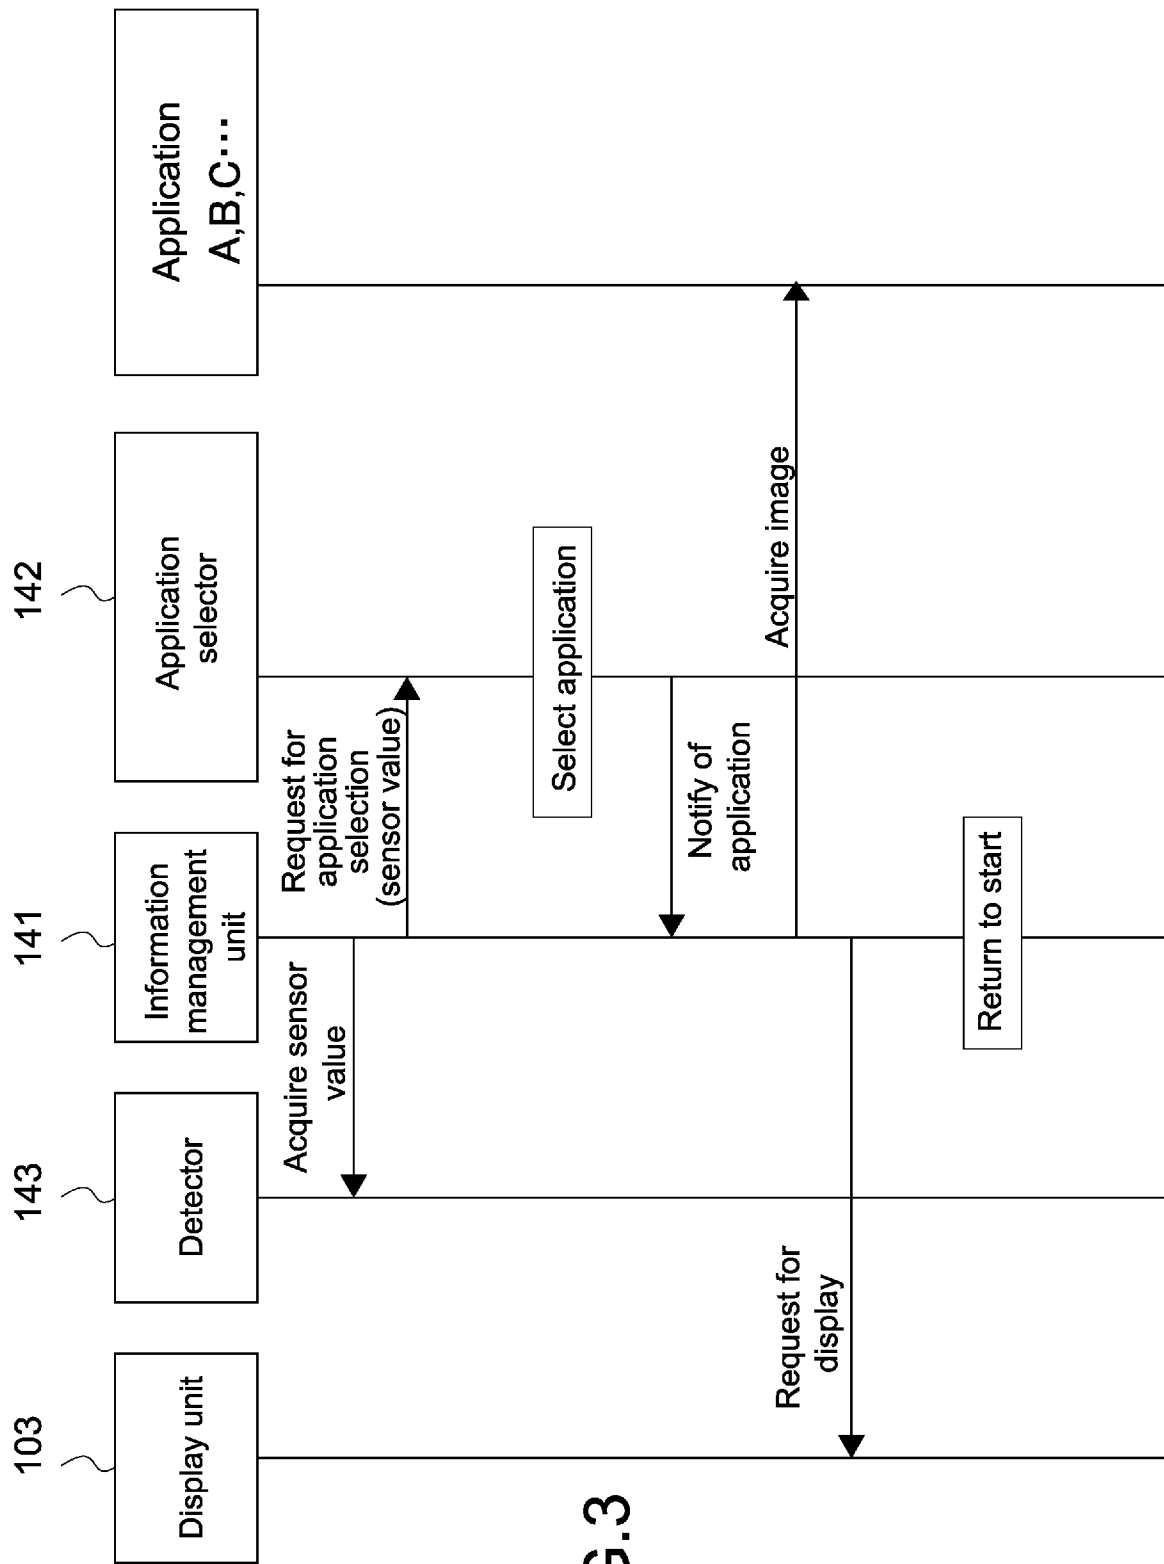 103
143
141
142
Display unit
Detector
Information
management
unit
Application
selector
Application
A,B,C···
Acquire sensor
value
Request for
application
selection
(sensor value)
Select application
Notify of
application
Acquire image
Request for
display
Return to start
G.3